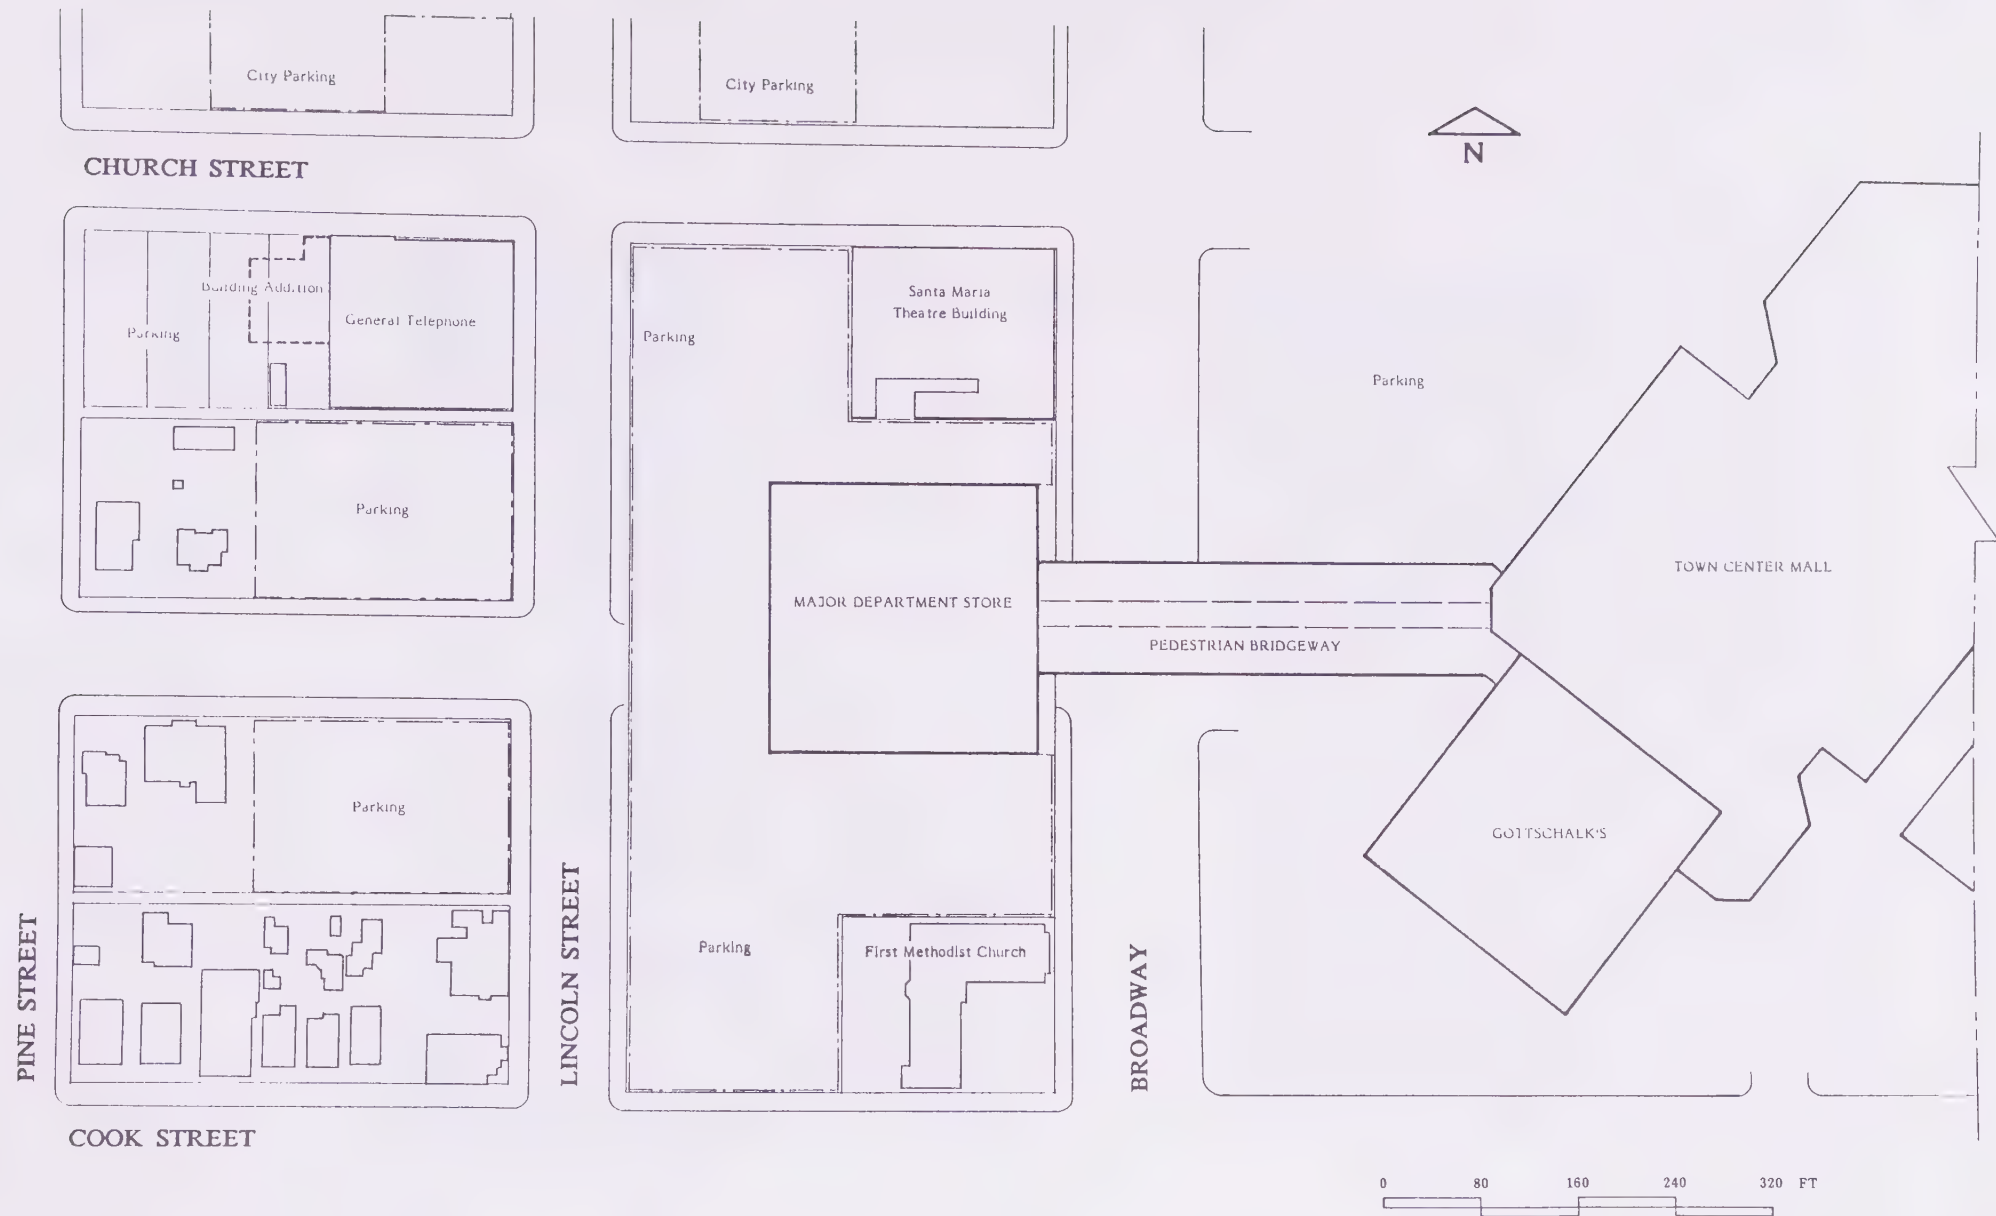 City Parking
City Parking
CHURCH STREET
N
Building Addition
Parking
General Telephone
Santa Maria
Theatre Building
Parking
Parking
Parking
MAJOR DEPARTMENT STORE
TOWN CENTER MALL
PEDESTRIAN BRIDGEWAY
Parking
GOTTSCHALK'S
Parking
First Methodist Church
PINE STREET
LINCOLN STREET
BROADWAY
COOK STREET
0 80 160 240 320 FT